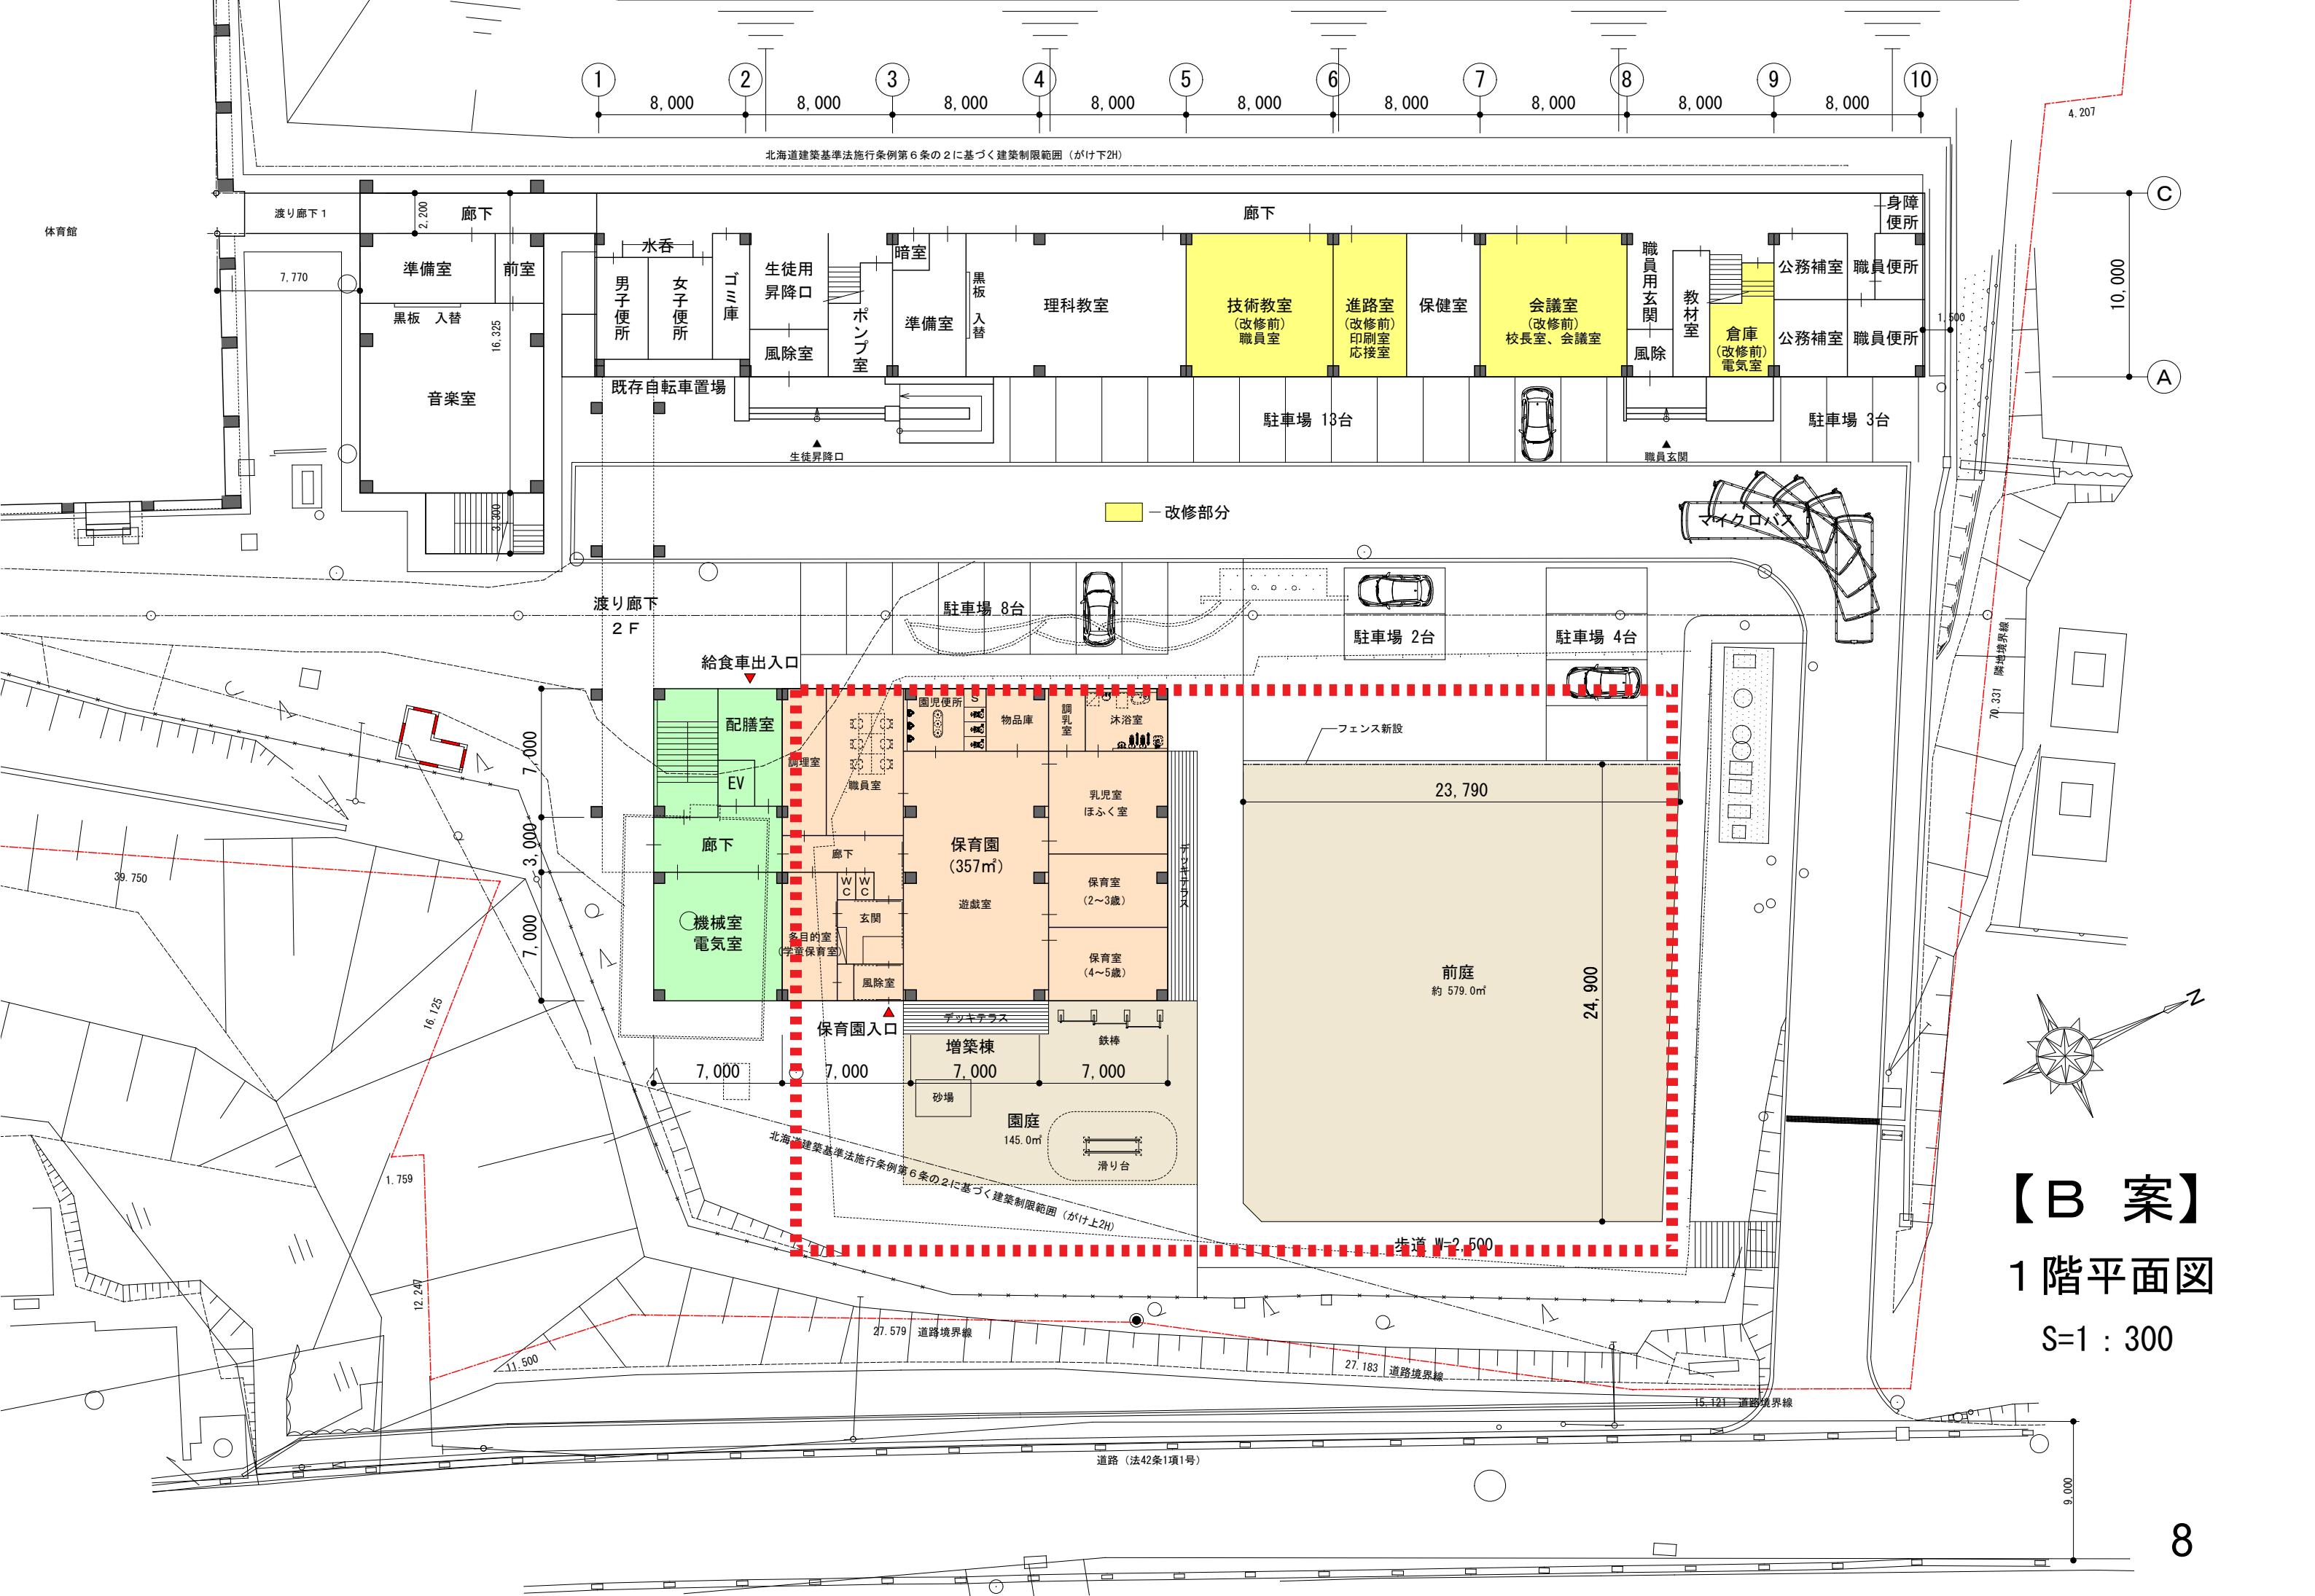 1
2
3
4
5
6
7
8
9
10
8,000
8,000
8,000
8,000
8,000
8,000
8,000
8,000
8,000
4.207
北海道建築基準法施行条例第6条の2に基づく建築制限範囲（がけ下2H）
C
A
10,000
1,500
体育館
渡り廊下1
2,200
廊下
廊下
身障
便所
7,770
準備室
前室
黒板 入替
16,325
音楽室
3,300
水呑
男子便所
女子便所
ゴミ庫
生徒用
昇降口
風除室
ポンプ室
暗室
準備室
黒板 入替
理科教室
技術教室
(改修前)
職員室
進路室
(改修前)
印刷室
応接室
保健室
会議室
(改修前)
校長室、会議室
職員用玄関
風除
教材室
倉庫
(改修前)
電気室
公務補室
職員便所
公務補室
職員便所
既存自転車置場
駐車場 13台
駐車場 3台
生徒昇降口
職員玄関
－改修部分
マイクロバス
渡り廊下
2F
駐車場 8台
駐車場 2台
駐車場 4台
給食車出入口
70.331 隣地境界線
配膳室
EV
廊下
機械室
電気室
調理室
職員室
園児便所
S
物品庫
調乳室
沐浴室
乳児室
ほふく室
保育園
(357㎡)
遊戯室
廊下
WC
WC
玄関
多目的室
(学童保育室)
風除室
保育室
(2～3歳)
保育室
(4～5歳)
デッキテラス
フェンス新設
23,790
24,900
前庭
約 579.0㎡
7,000
3,000
7,000
保育園入口
デッキテラス
増築棟
鉄棒
7,000
7,000
7,000
7,000
砂場
園庭
145.0㎡
滑り台
北海道建築基準法施行条例第6条の2に基づく建築制限範囲（がけ上2H）
歩道 W=2,500
39.750
16.125
1.759
12.247
11.500
27.579 道路境界線
27.183 道路境界線
15.121 道路境界線
道路（法42条1項1号）
9.000
N
【B 案】
1階平面図
S=1：300
8